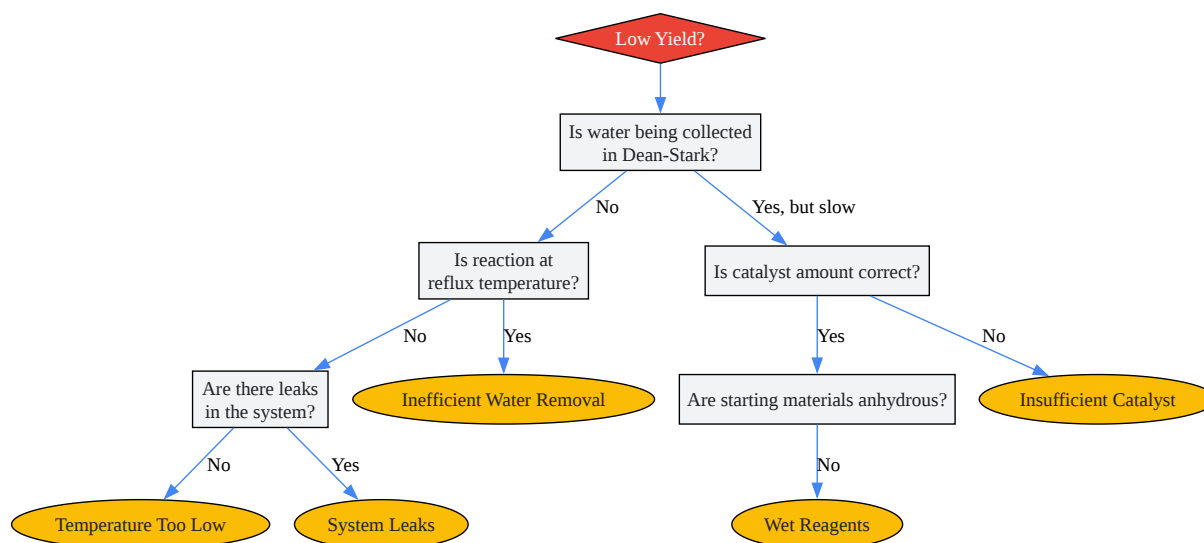 Low Yield?
Is water being collected
in Dean-Stark?
No
Yes, but slow
Is reaction at
reflux temperature?
Is catalyst amount correct?
No
Yes
Yes
No
Are there leaks
in the system?
Inefficient Water Removal
Are starting materials anhydrous?
Insufficient Catalyst
No
Yes
No
Temperature Too Low
System Leaks
Wet Reagents